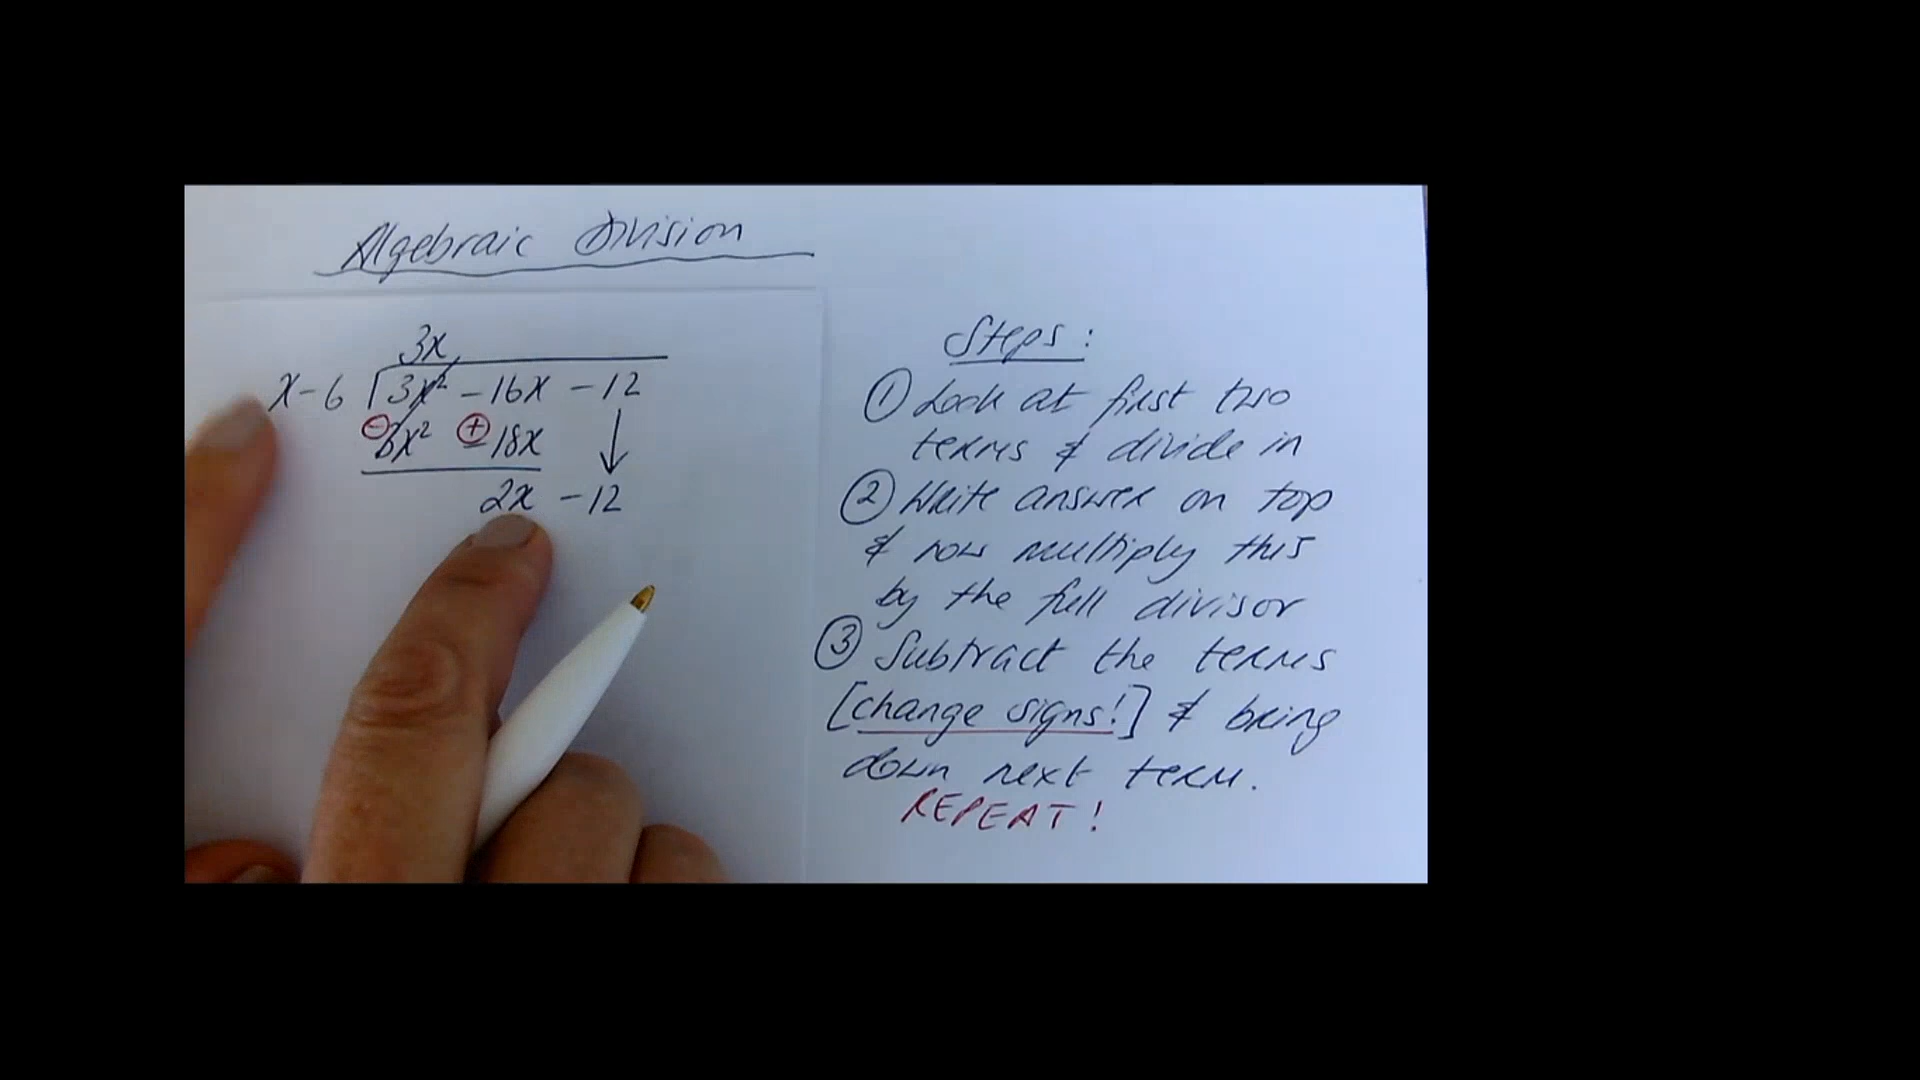 Algebraic Division
3x
x-6 3x² -16x -12
⊖3x² ⊕-18x
2x -12
Steps:
① Look at first two
terms & divide in
② Write answer on top
& now multiply this
by the full divisor
③ Subtract the terms
[change signs!] & bring
down next term.
REPEAT!